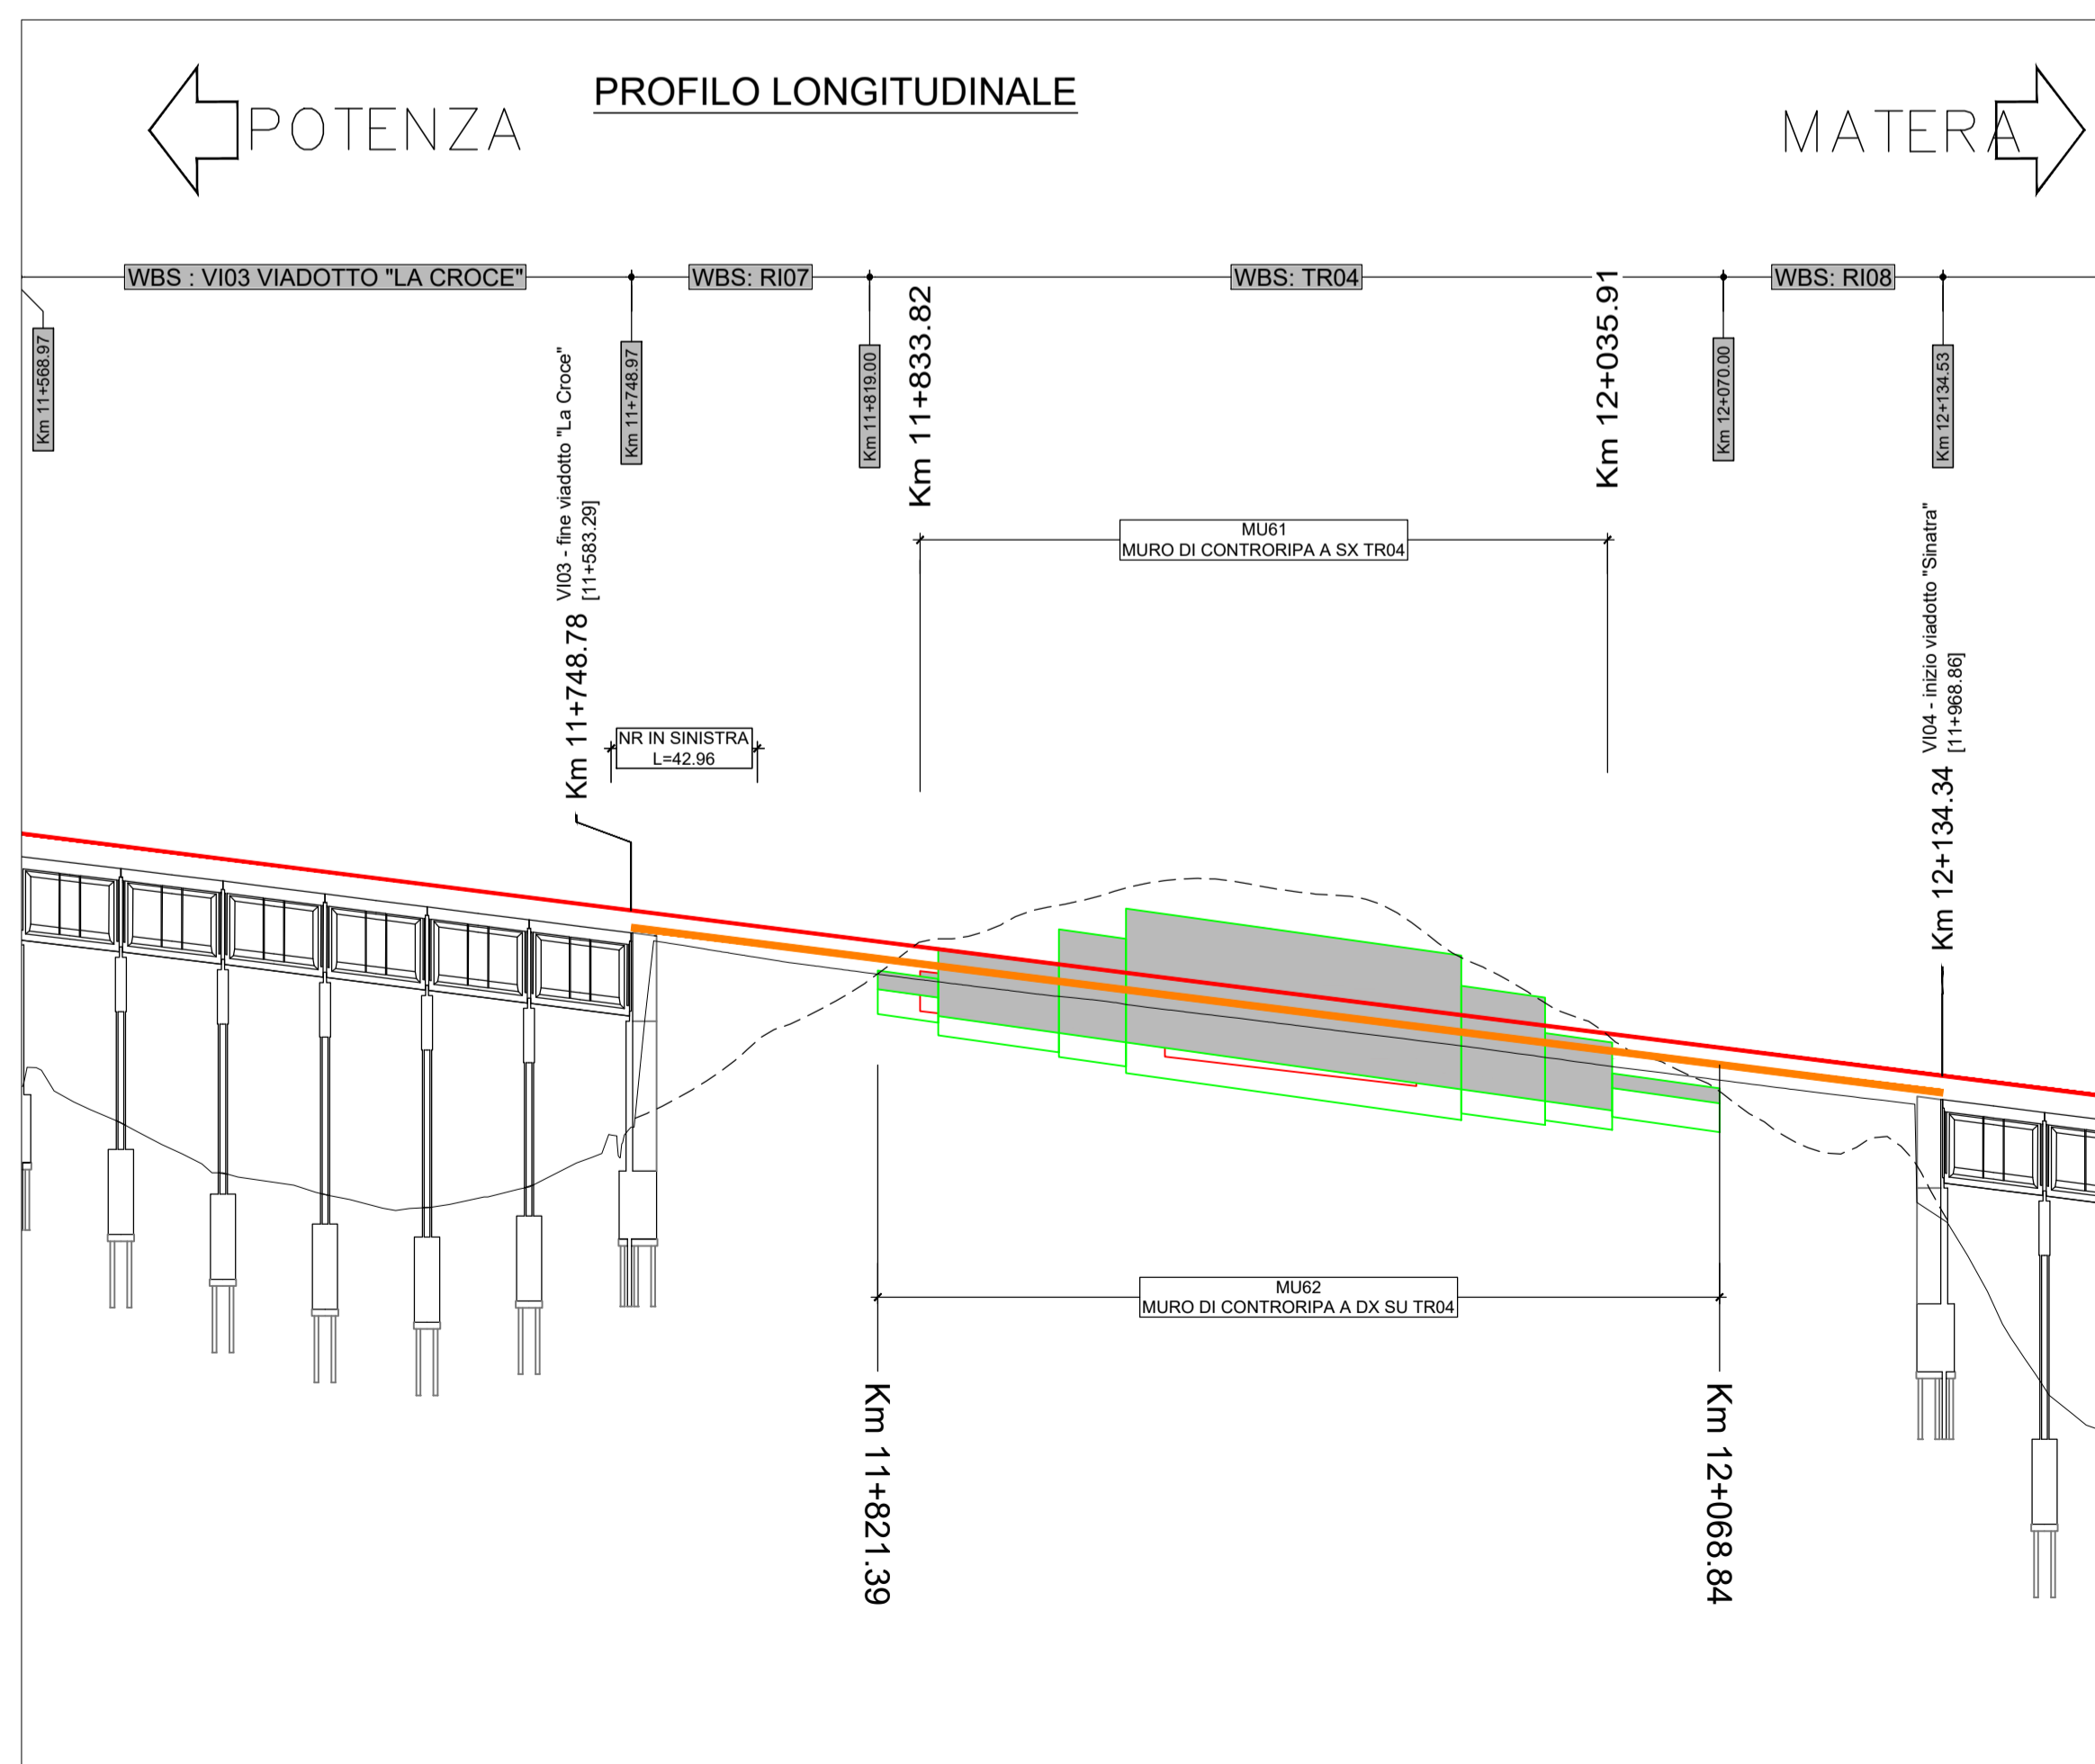 PROFILO LONGITUDINALE
POTENZA
MATERA
WBS : VI03 VIADOTTO "LA CROCE"
WBS: RI07
WBS: TR04
WBS: RI08
Km 11+568.97
Km 11+748.97
Km 11+819.00
Km 11+833.82
Km 12+035.91
Km 12+070.00
Km 12+134.53
VI03 - fine viadotto "La Croce"
[11+583.29]
Km 11+748.78
MU61
MURO DI CONTRORIPA A SX TR04
VI04 - inizio viadotto "Sinatra"
[11+968.86]
Km 12+134.34
NR IN SINISTRA
L=42.96
MU62
MURO DI CONTRORIPA A DX SU TR04
Km 11+821.39
Km 12+068.84